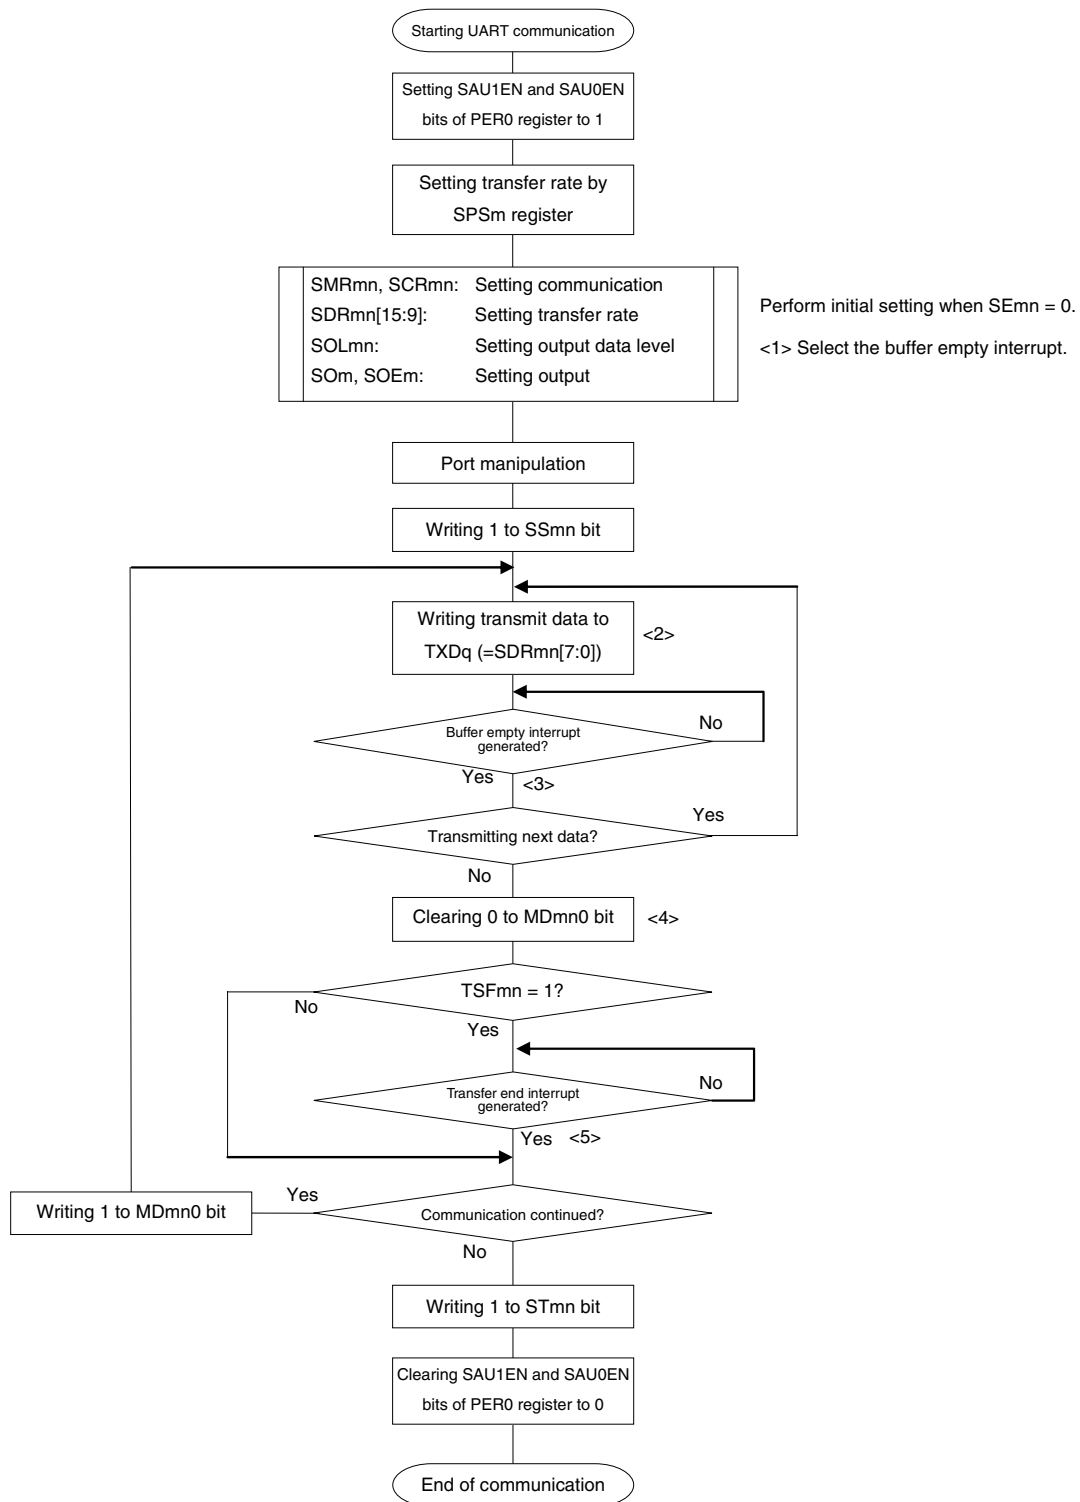 Starting UART communication
Setting SAU1EN and SAU0EN
bits of PER0 register to 1
Setting transfer rate by
SPSm register
SMRmn, SCRmn: Setting communication
SDRmn[15:9]: Setting transfer rate
SOLmn: Setting output data level
SOm, SOEm: Setting output
Perform initial setting when SEmn = 0.
<1> Select the buffer empty interrupt.
Port manipulation
Writing 1 to SSmn bit
Writing transmit data to
TXDq (=SDRmn[7:0])
<2>
Buffer empty interrupt
generated?
No
Yes
<3>
Transmitting next data?
Yes
No
Clearing 0 to MDmn0 bit
<4>
TSFmn = 1?
No
Yes
Transfer end interrupt
generated?
No
Yes
<5>
Communication continued?
Yes
Writing 1 to MDmn0 bit
No
Writing 1 to STmn bit
Clearing SAU1EN and SAU0EN
bits of PER0 register to 0
End of communication